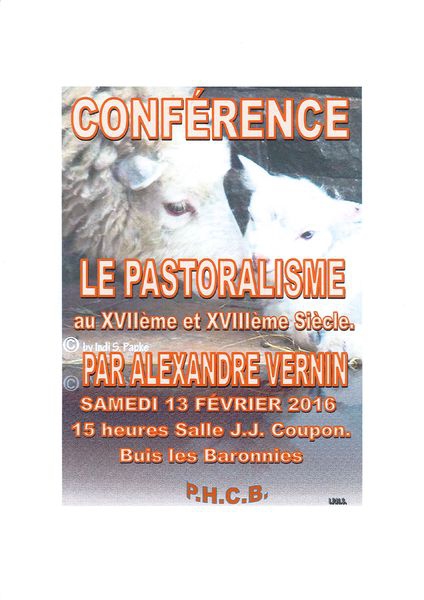 CONFÉRENCE
LE PASTORALISME
au XVIIème et XVIIIème Siècle.
© by Indi S. Papke
© PAR ALEXANDRE VERNIN
SAMEDI 13 FÉVRIER 2016
15 heures Salle J.J. Coupon.
Buis les Baronnies
P.H.C.B.